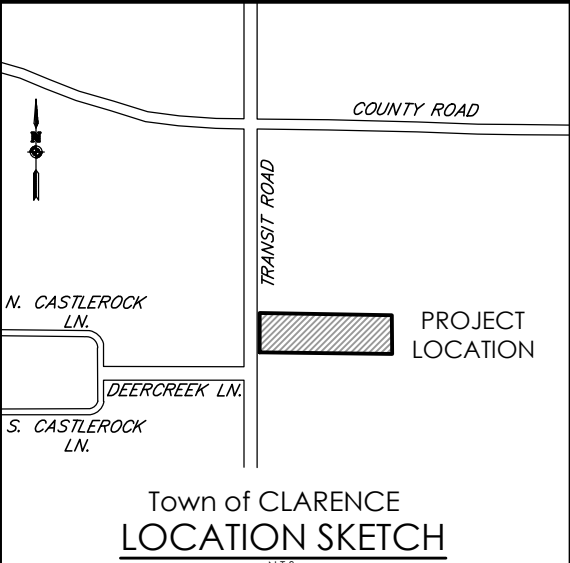 COUNTY ROAD
N
TRANSIT ROAD
N. CASTLEROCK
LN.
PROJECT
LOCATION
DEERCREEK LN.
S. CASTLEROCK
LN.
Town of CLARENCE
LOCATION SKETCH